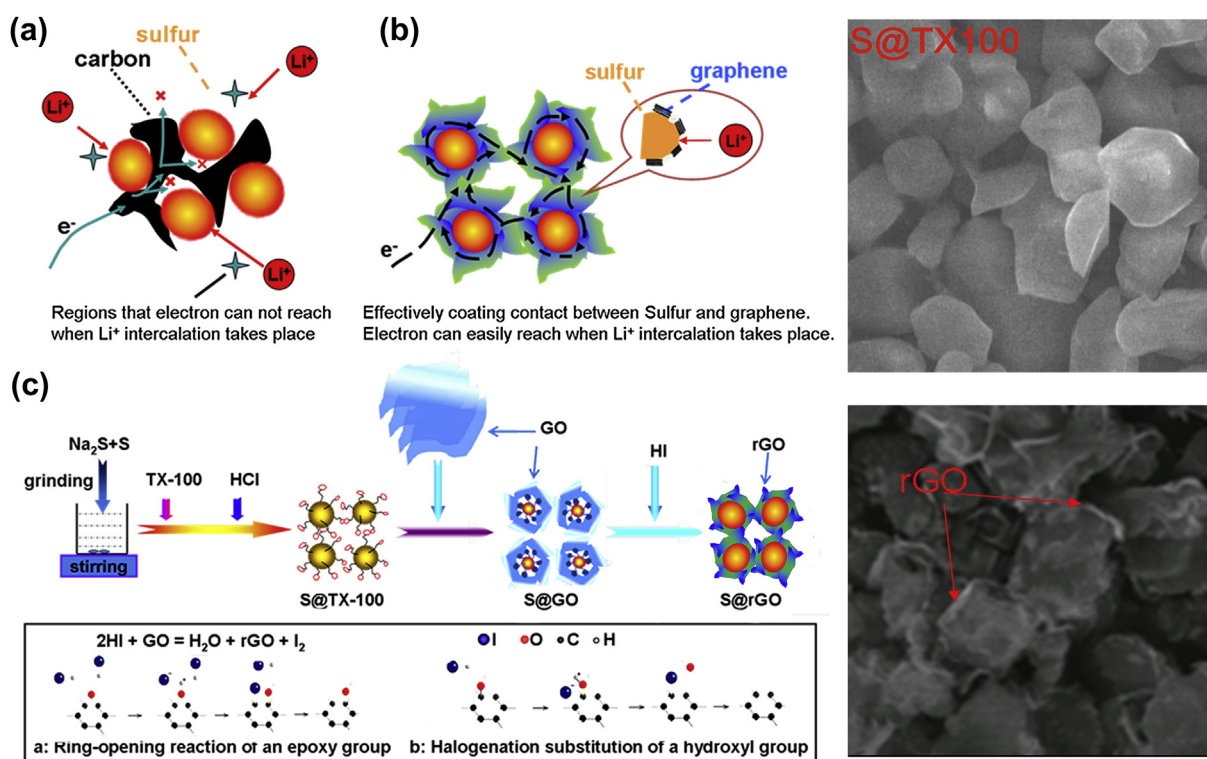 (a)
sulfur
carbon
Li⁺
Li⁺
e⁻
Li⁺
Regions that electron can not reach
when Li⁺ intercalation takes place
(b)
sulfur
graphene
Li⁺
e⁻
Effectively coating contact between Sulfur and graphene.
Electron can easily reach when Li⁺ intercalation takes place.
S@TX100
(c)
Na₂S+S
grinding
TX-100
HCl
stirring
S@TX-100
GO
S@GO
HI
rGO
S@rGO
2HI + GO = H₂O + rGO + I₂
I O C H
a: Ring-opening reaction of an epoxy group
b: Halogenation substitution of a hydroxyl group
rGO